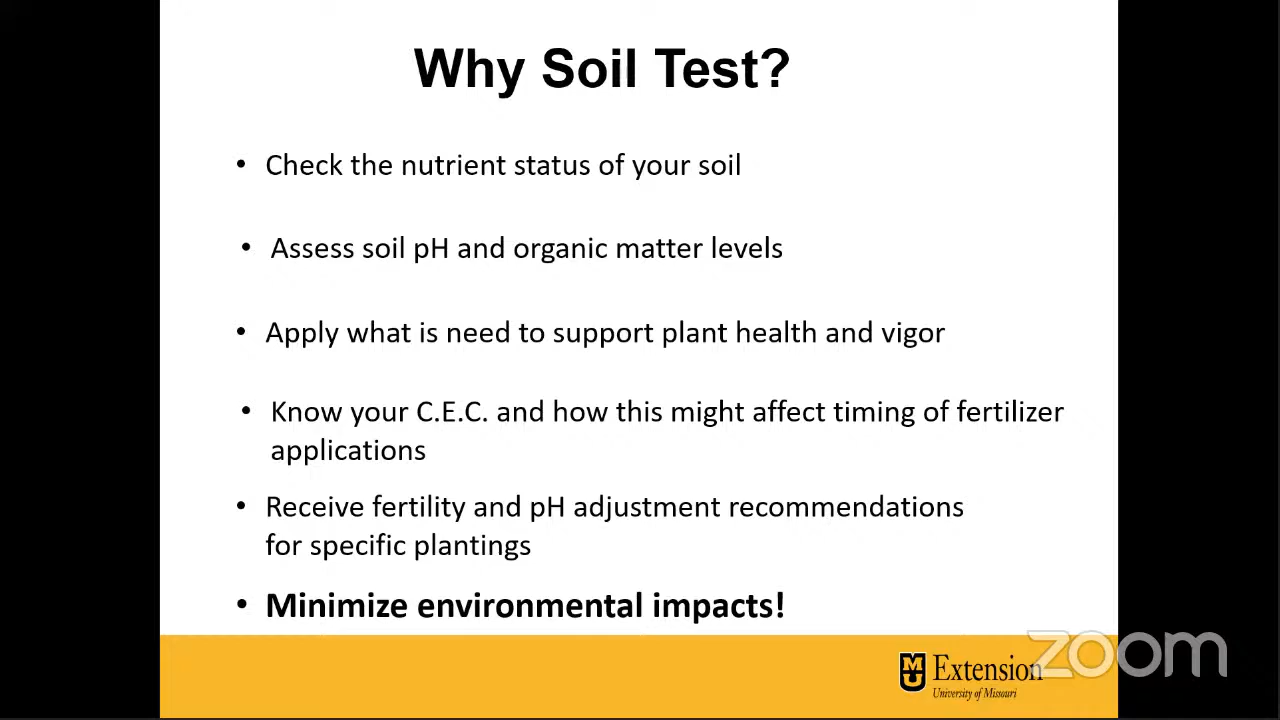 Why Soil Test?
• Check the nutrient status of your soil
• Assess soil pH and organic matter levels
• Apply what is need to support plant health and vigor
• Know your C.E.C. and how this might affect timing of fertilizer
applications
• Receive fertility and pH adjustment recommendations
for specific plantings
• Minimize environmental impacts!
MU Extension
University of Missouri
zoom